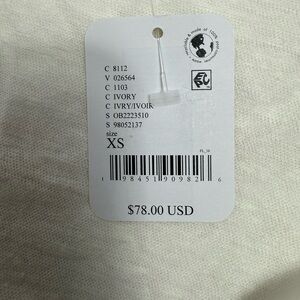 C 8112
V 026564
C 1103
C IVORY
C IVRY/IVOIR
S OB2223510
S 98052137
size
XS
1 98451 90982 6
$78.00 USD